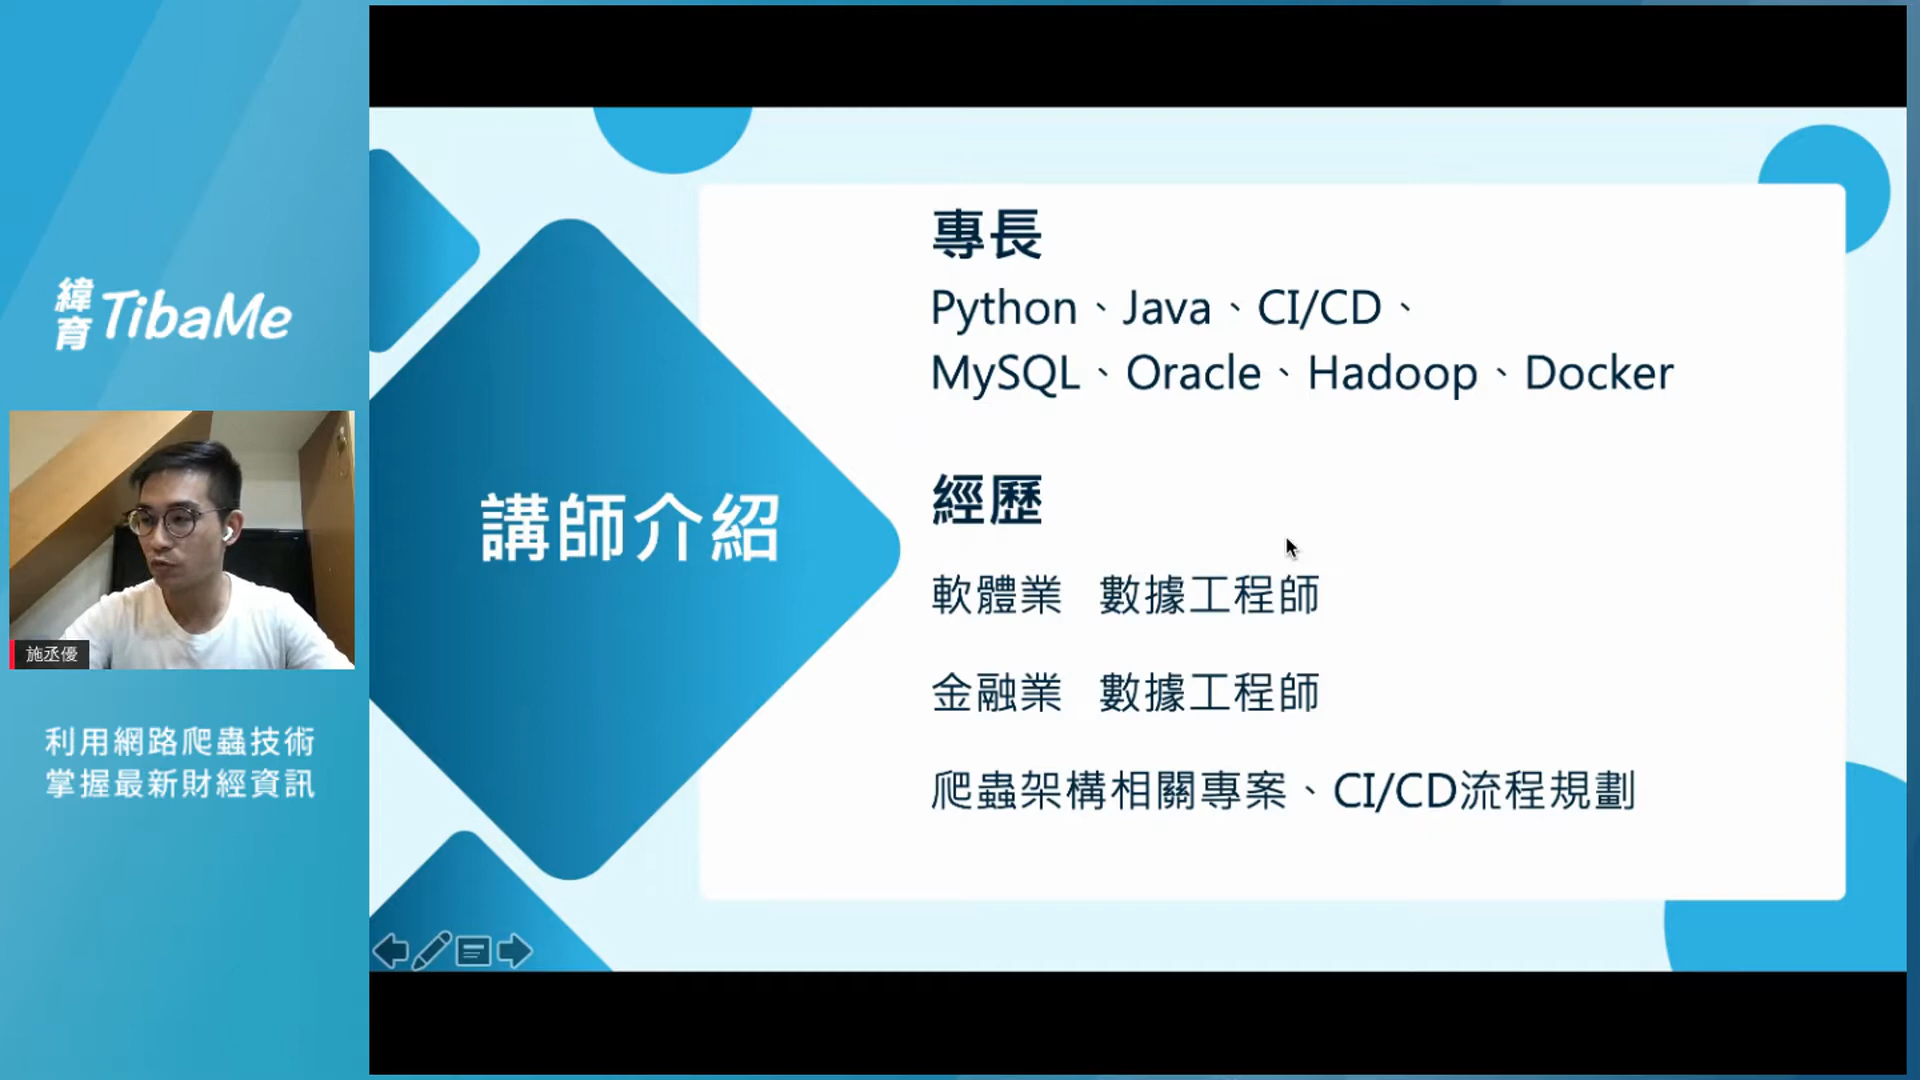 緯育 TibaMe
施丞優
利用網路爬蟲技術
掌握最新財經資訊
講師介紹
專長
Python、Java、CI/CD、
MySQL、Oracle、Hadoop、Docker
經歷
軟體業 數據工程師
金融業 數據工程師
爬蟲架構相關專案、CI/CD流程規劃